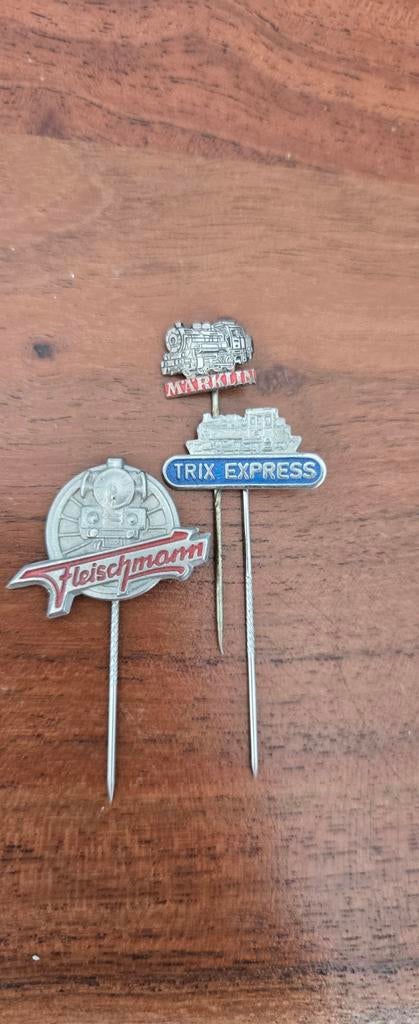 MÄRKLIN
TRIX EXPRESS
Fleischmann